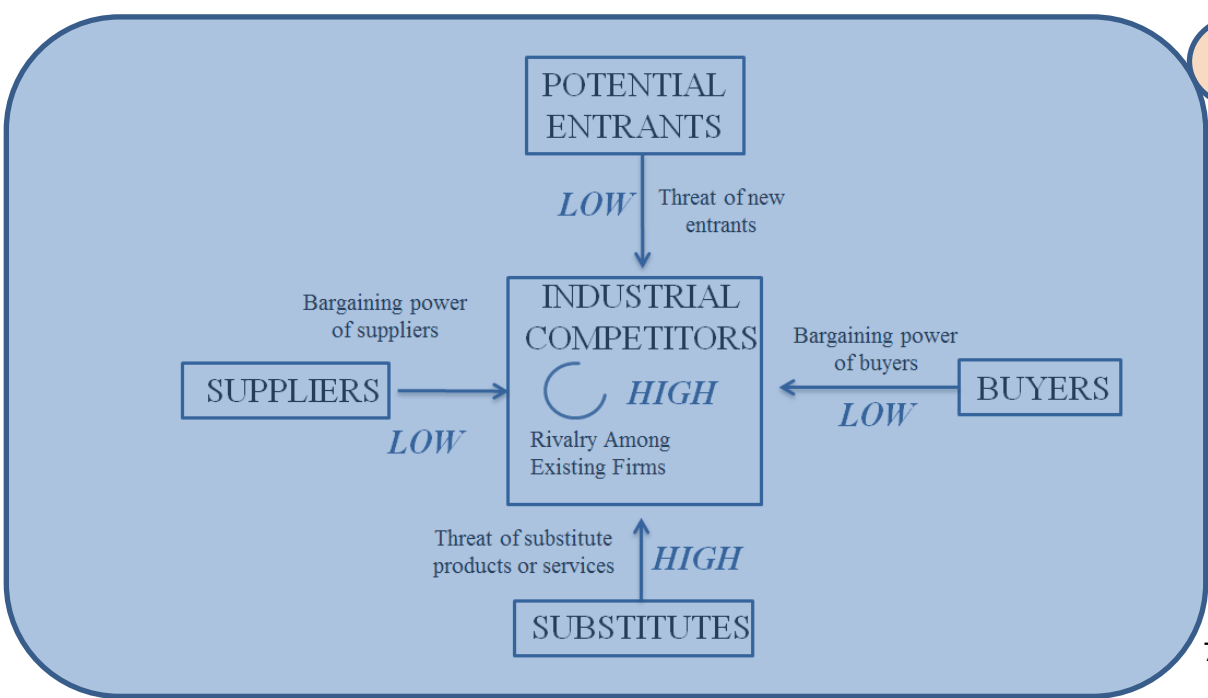 POTENTIAL
ENTRANTS
LOW
Threat of new
entrants
INDUSTRIAL
COMPETITORS
HIGH
Rivalry Among
Existing Firms
Bargaining power
of suppliers
SUPPLIERS
LOW
Bargaining power
of buyers
BUYERS
LOW
Threat of substitute
products or services
HIGH
SUBSTITUTES